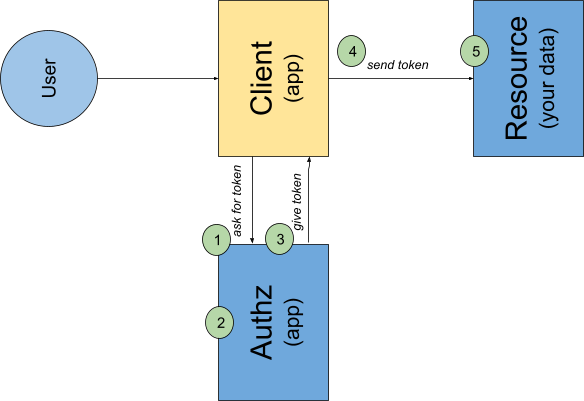 User
Client
(app)
4
send token
5
Resource
(your data)
ask for token
give token
1
3
2
Authz
(app)